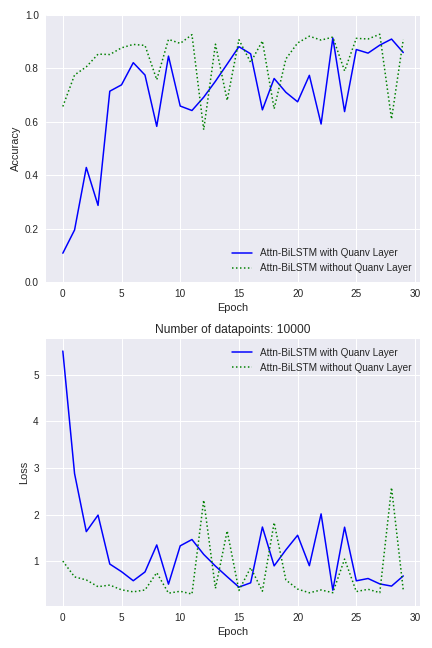 1.0
0.8
0.6
0.4
0.2
0.0
Accuracy
Attn-BiLSTM with Quanv Layer
Attn-BiLSTM without Quanv Layer
0 5 10 15 20 25 30
Epoch
Number of datapoints: 10000
Attn-BiLSTM with Quanv Layer
Attn-BiLSTM without Quanv Layer
5
4
3
2
1
Loss
0 5 10 15 20 25 30
Epoch